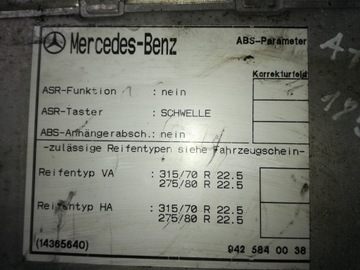 Mercedes-Benz ABS-Parameter
Korrekturfeld
ASR-Funktion : nein
ASR-Taster : SCHWELLE
ABS-Anhängerabsch.: nein
-zulässige Reifentypen siehe Fahrzeugschein-
Reifentyp VA : 315/70 R 22.5
275/80 R 22.5
Reifentyp HA : 315/70 R 22.5
275/80 R 22.5
(14365640) 942 584 00 38